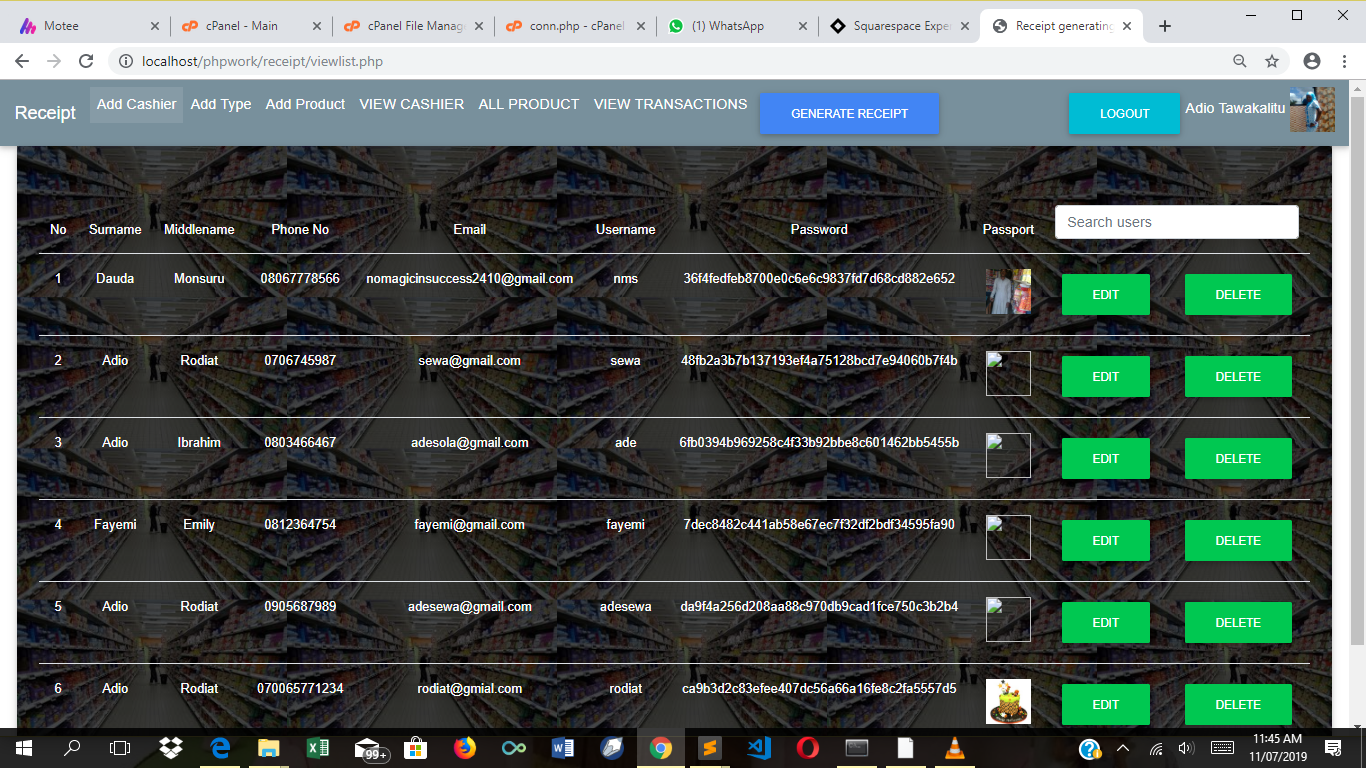 Motee
cPanel - Main
cPanel File Manag
conn.php - cPanel
(1) WhatsApp
Squarespace Exper
Receipt generating
localhost/phpwork/receipt/viewlist.php
Receipt Add Cashier Add Type Add Product VIEW CASHIER ALL PRODUCT VIEW TRANSACTIONS GENERATE RECEIPT LOGOUT Adio Tawakalitu
No Surname Middlename Phone No Email Username Password Passport Search users
1 Dauda Monsuru 08067778566 nomagicinsuccess2410@gmail.com nms 36f4fedfeb8700e0c6e6c9837fd7d68cd882e652 EDIT DELETE
2 Adio Rodiat 0706745987 sewa@gmail.com sewa 48fb2a3b7b137193ef4a75128bcd7e94060b7f4b EDIT DELETE
3 Adio Ibrahim 0803466467 adesola@gmail.com ade 6fb0394b969258c4f33b92bbe8c601462bb5455b EDIT DELETE
4 Fayemi Emily 0812364754 fayemi@gmail.com fayemi 7dec8482c441ab58e67ec7f32df2bdf34595fa90 EDIT DELETE
5 Adio Rodiat 0905687989 adesewa@gmail.com adesewa da9f4a256d208aa88c970db9cad1fce750c3b2b4 EDIT DELETE
6 Adio Rodiat 070065771234 rodiat@gmial.com rodiat ca9b3d2c83efee407dc56a66a16fe8c2fa5557d5 EDIT DELETE
99+
11:45 AM
11/07/2019